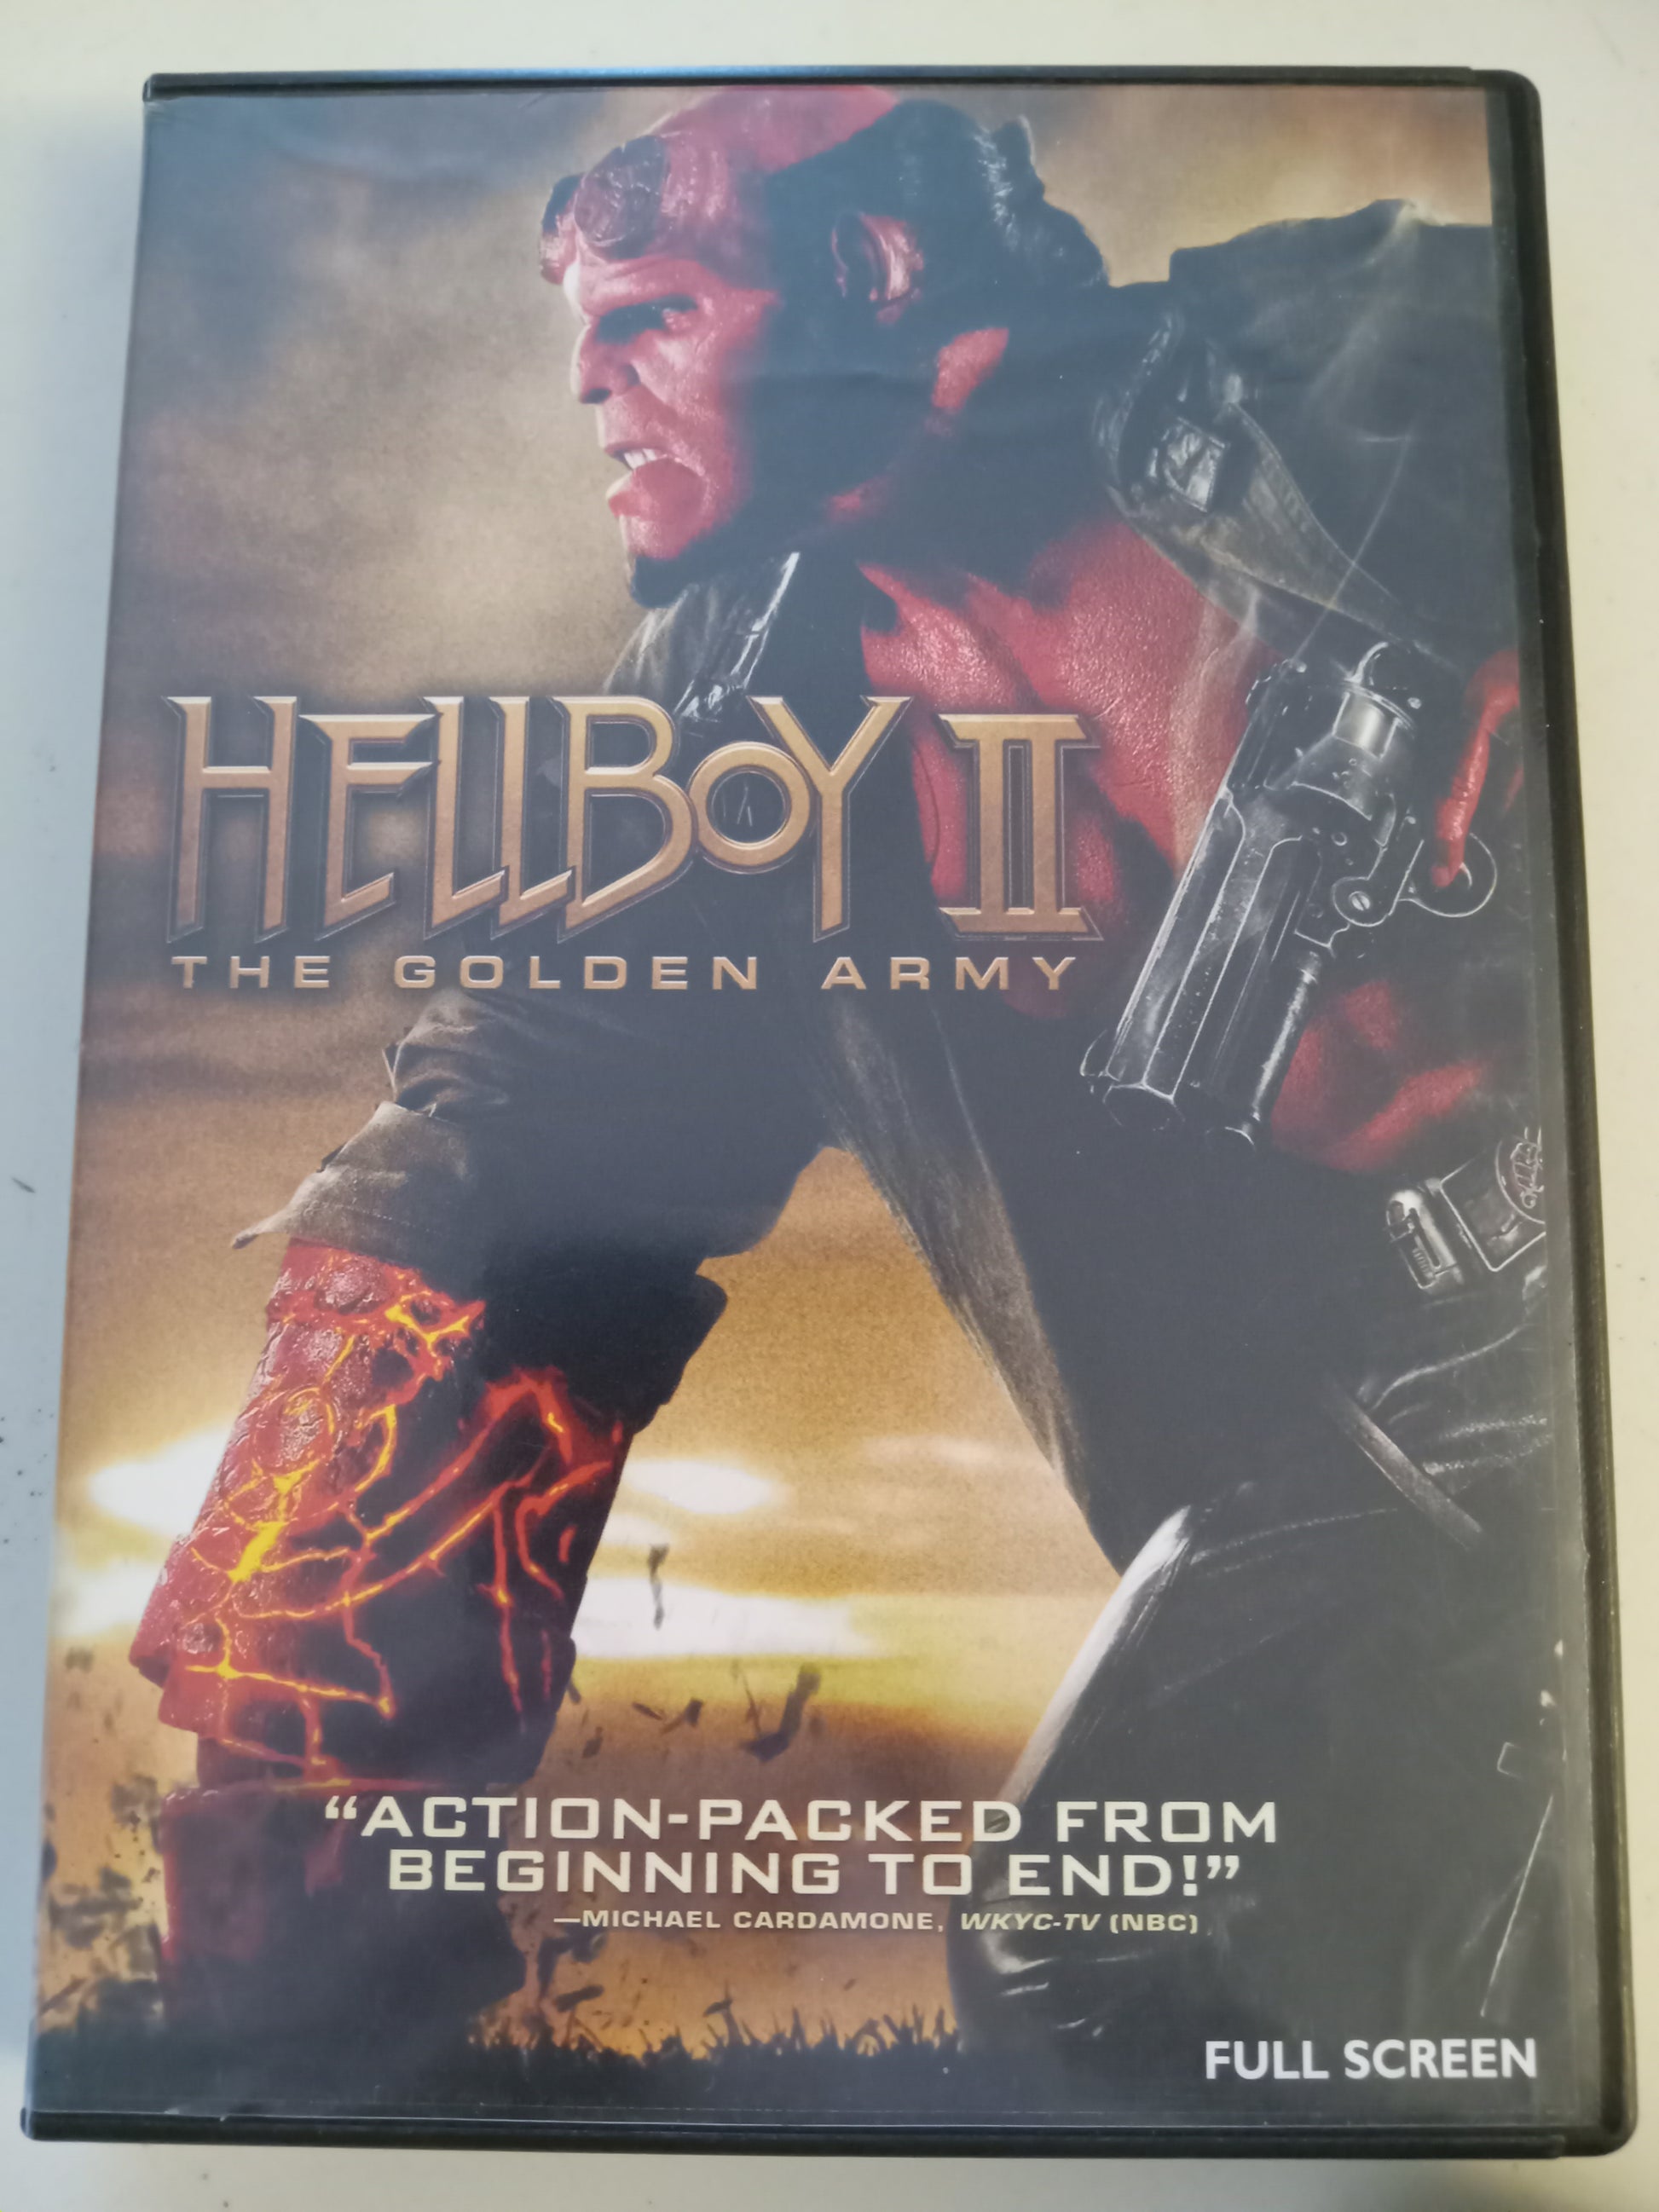 HELLBOY II
THE GOLDEN ARMY
“ACTION-PACKED FROM
BEGINNING TO END!”
—MICHAEL CARDAMONE, WKYC-TV (NBC)
FULL SCREEN